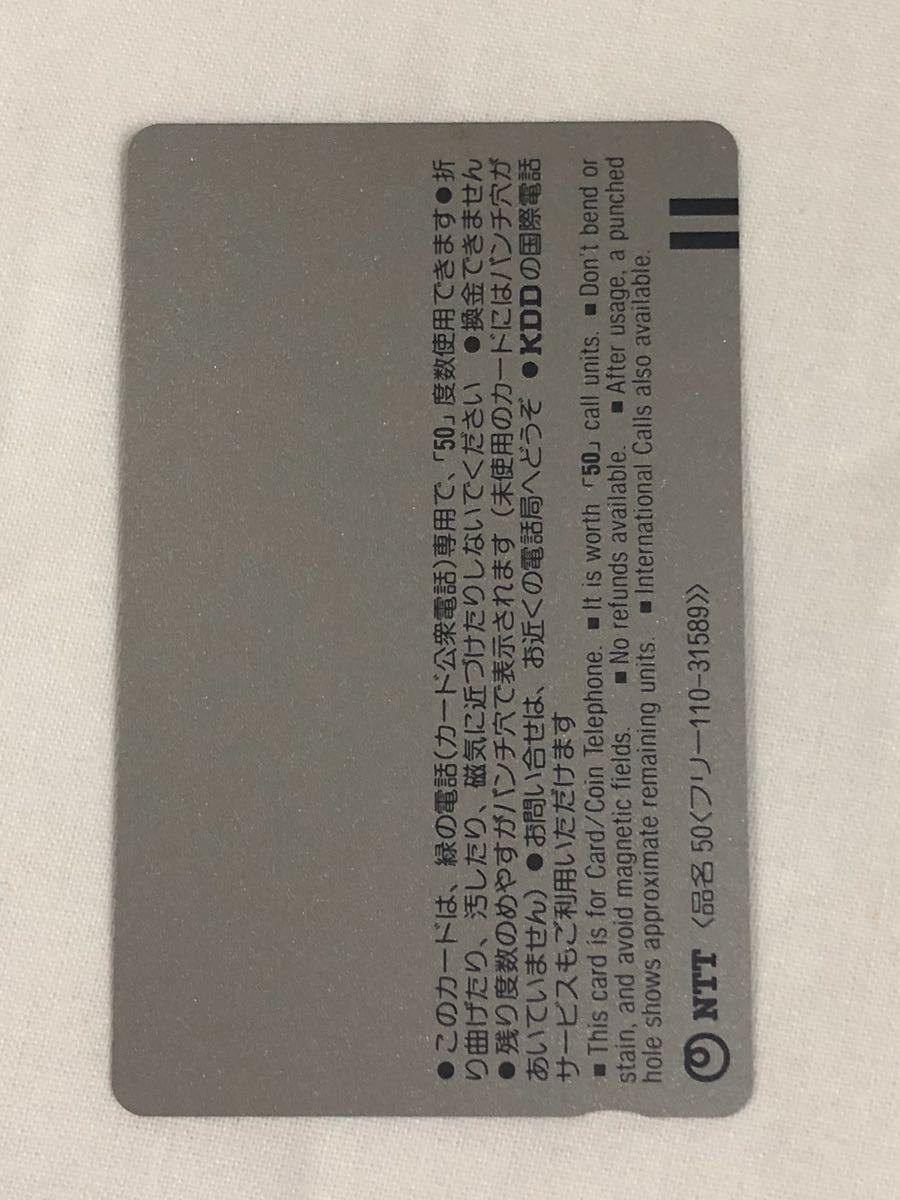 ●このカードは、緑の電話(カード公衆電話)専用で、「50」度数使用できます●折
り曲げたり、汚したり、磁気に近づけたりしないでください ●換金できません
●残り度数のめやすがパンチ穴で表示されます(未使用のカードにはパンチ穴が
あいていません)●お問い合せは、お近くの電話局へどうぞ ●KDDの国際電話
サービスもご利用いただけます
■This card is for Card/Coin Telephone. ■It is worth「50」call units. ■Don't bend or
stain, and avoid magnetic fields. ■No refunds available. ■After usage, a punched
hole shows approximate remaining units. ■International Calls also available.
NTT 〈品名 50〈フリー110-31589〉〉